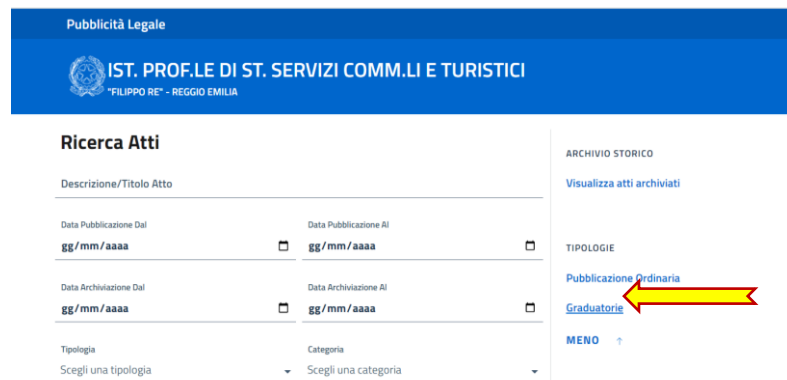 Pubblicità Legale
IST. PROF.LE DI ST. SERVIZI COMM.LI E TURISTICI
"FILIPPO RE" - REGGIO EMILIA
Ricerca Atti
Descrizione/Titolo Atto
Data Pubblicazione Dal
Data Pubblicazione Al
gg/mm/aaaa
gg/mm/aaaa
Data Archiviazione Dal
Data Archiviazione Al
gg/mm/aaaa
gg/mm/aaaa
Tipologia
Categoria
Scegli una tipologia
Scegli una categoria
ARCHIVIO STORICO
Visualizza atti archiviati
TIPOLOGIE
Pubblicazione Ordinaria
Graduatorie
MENO ↑